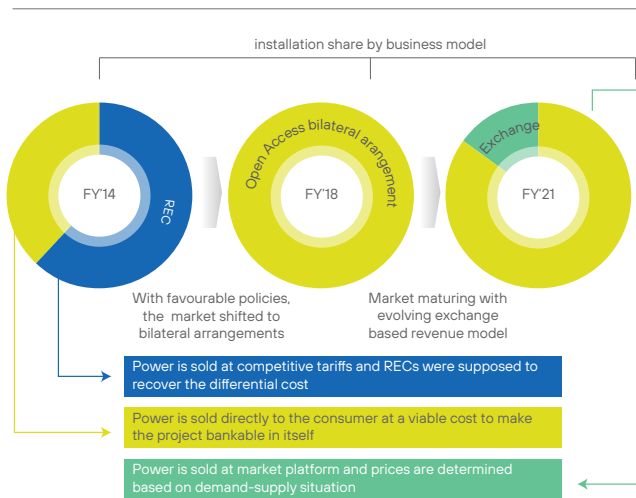 installation share by business model
FY'14
REC
Open Access bilateral arangement
FY'18
Exchange
FY'21
With favourable policies,
the market shifted to
bilateral arrangements
Market maturing with
evolving exchange
based revenue model
Power is sold at competitive tariffs and RECs were supposed to
recover the differential cost
Power is sold directly to the consumer at a viable cost to make
the project bankable in itself
Power is sold at market platform and prices are determined
based on demand-supply situation